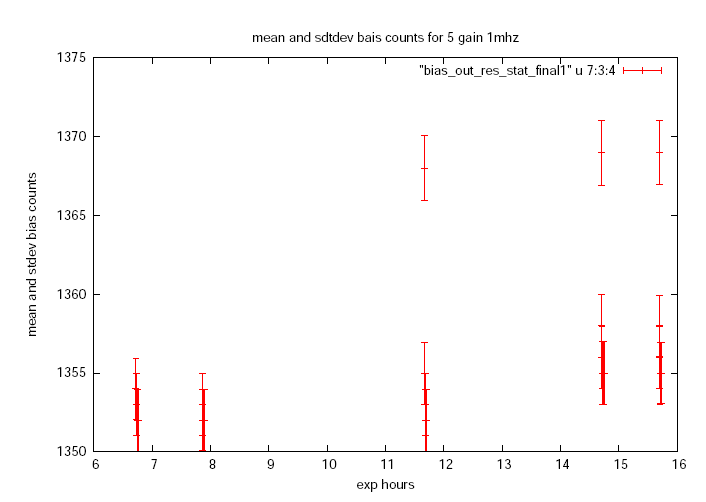 mean and sdtdev bais counts for 5 gain 1mhz
"bias_out_res_stat_final1" u 7:3:4
1375
1370
1365
1360
1355
1350
mean and stdev bias counts
6 7 8 9 10 11 12 13 14 15 16
exp hours